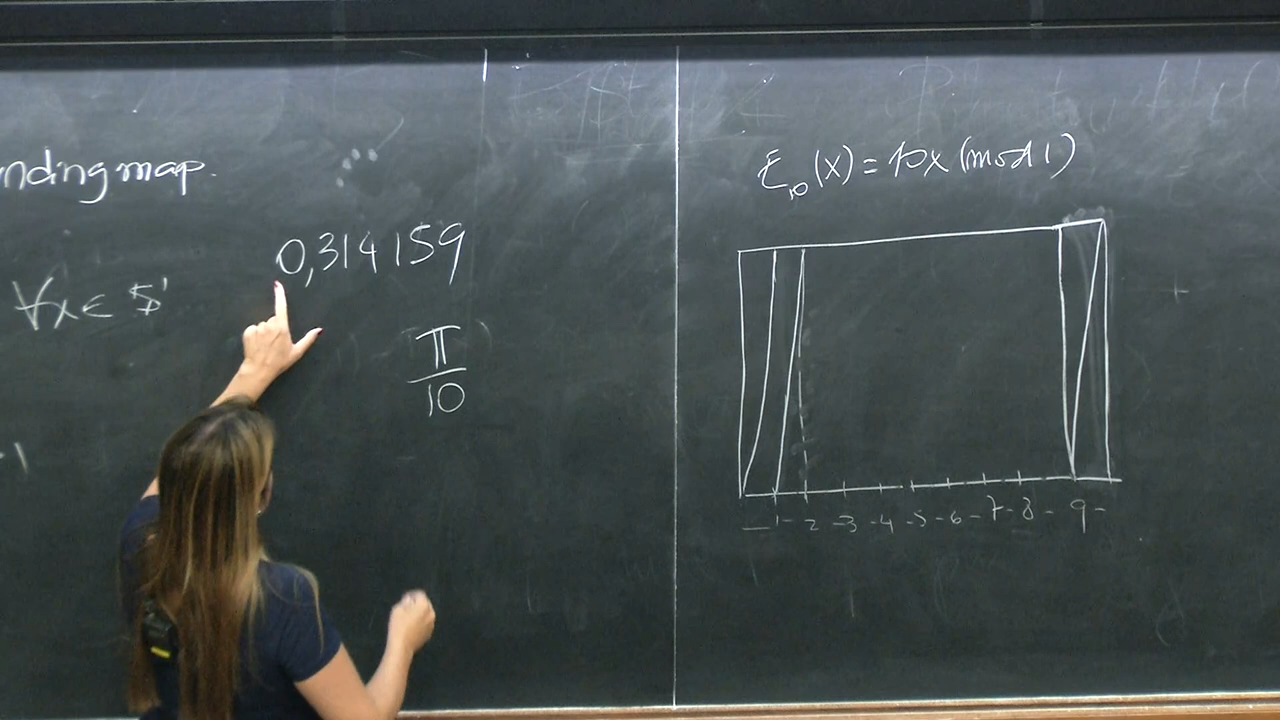 nding map.
∀x ∈ S¹
-1
0,314159
π
10
E₁₀(x) = 10x (mod 1)
1 - 2 - 3 - 4 - 5 - 6 - 7 - 8 - 9 -